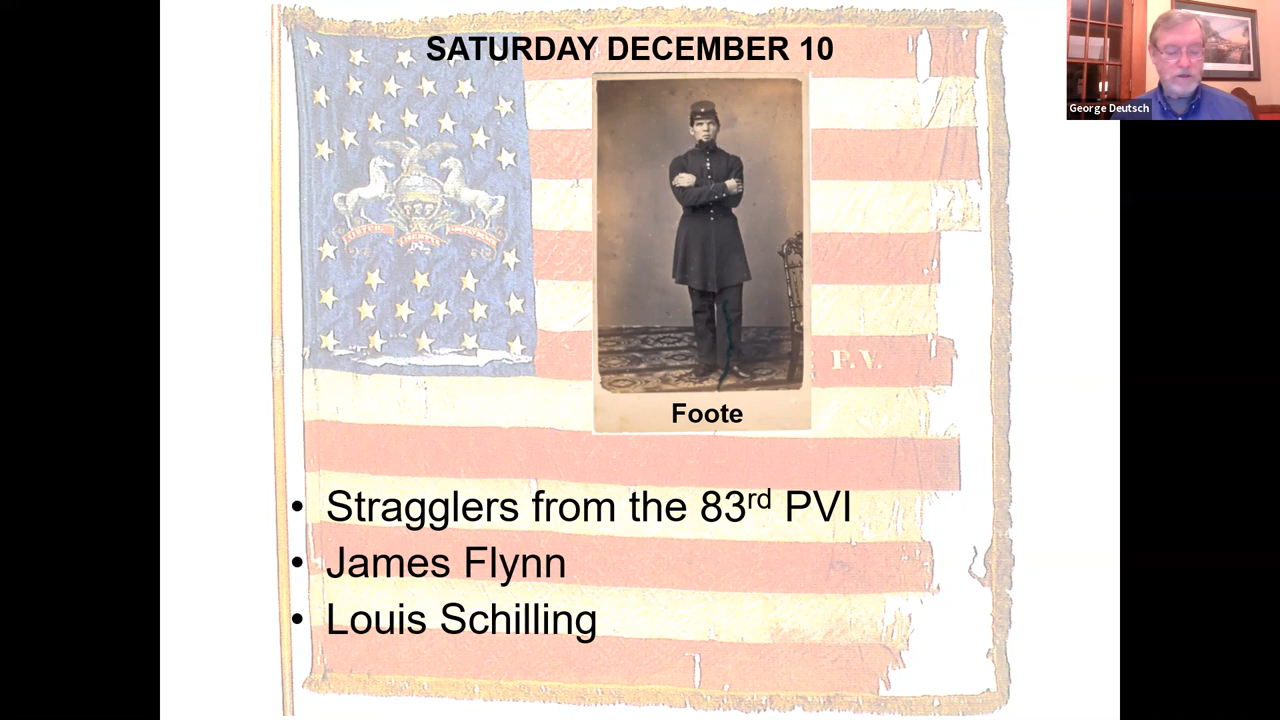 SATURDAY DECEMBER 10
George Deutsch
P.V.
Foote
• Stragglers from the 83rd PVI
• James Flynn
• Louis Schilling